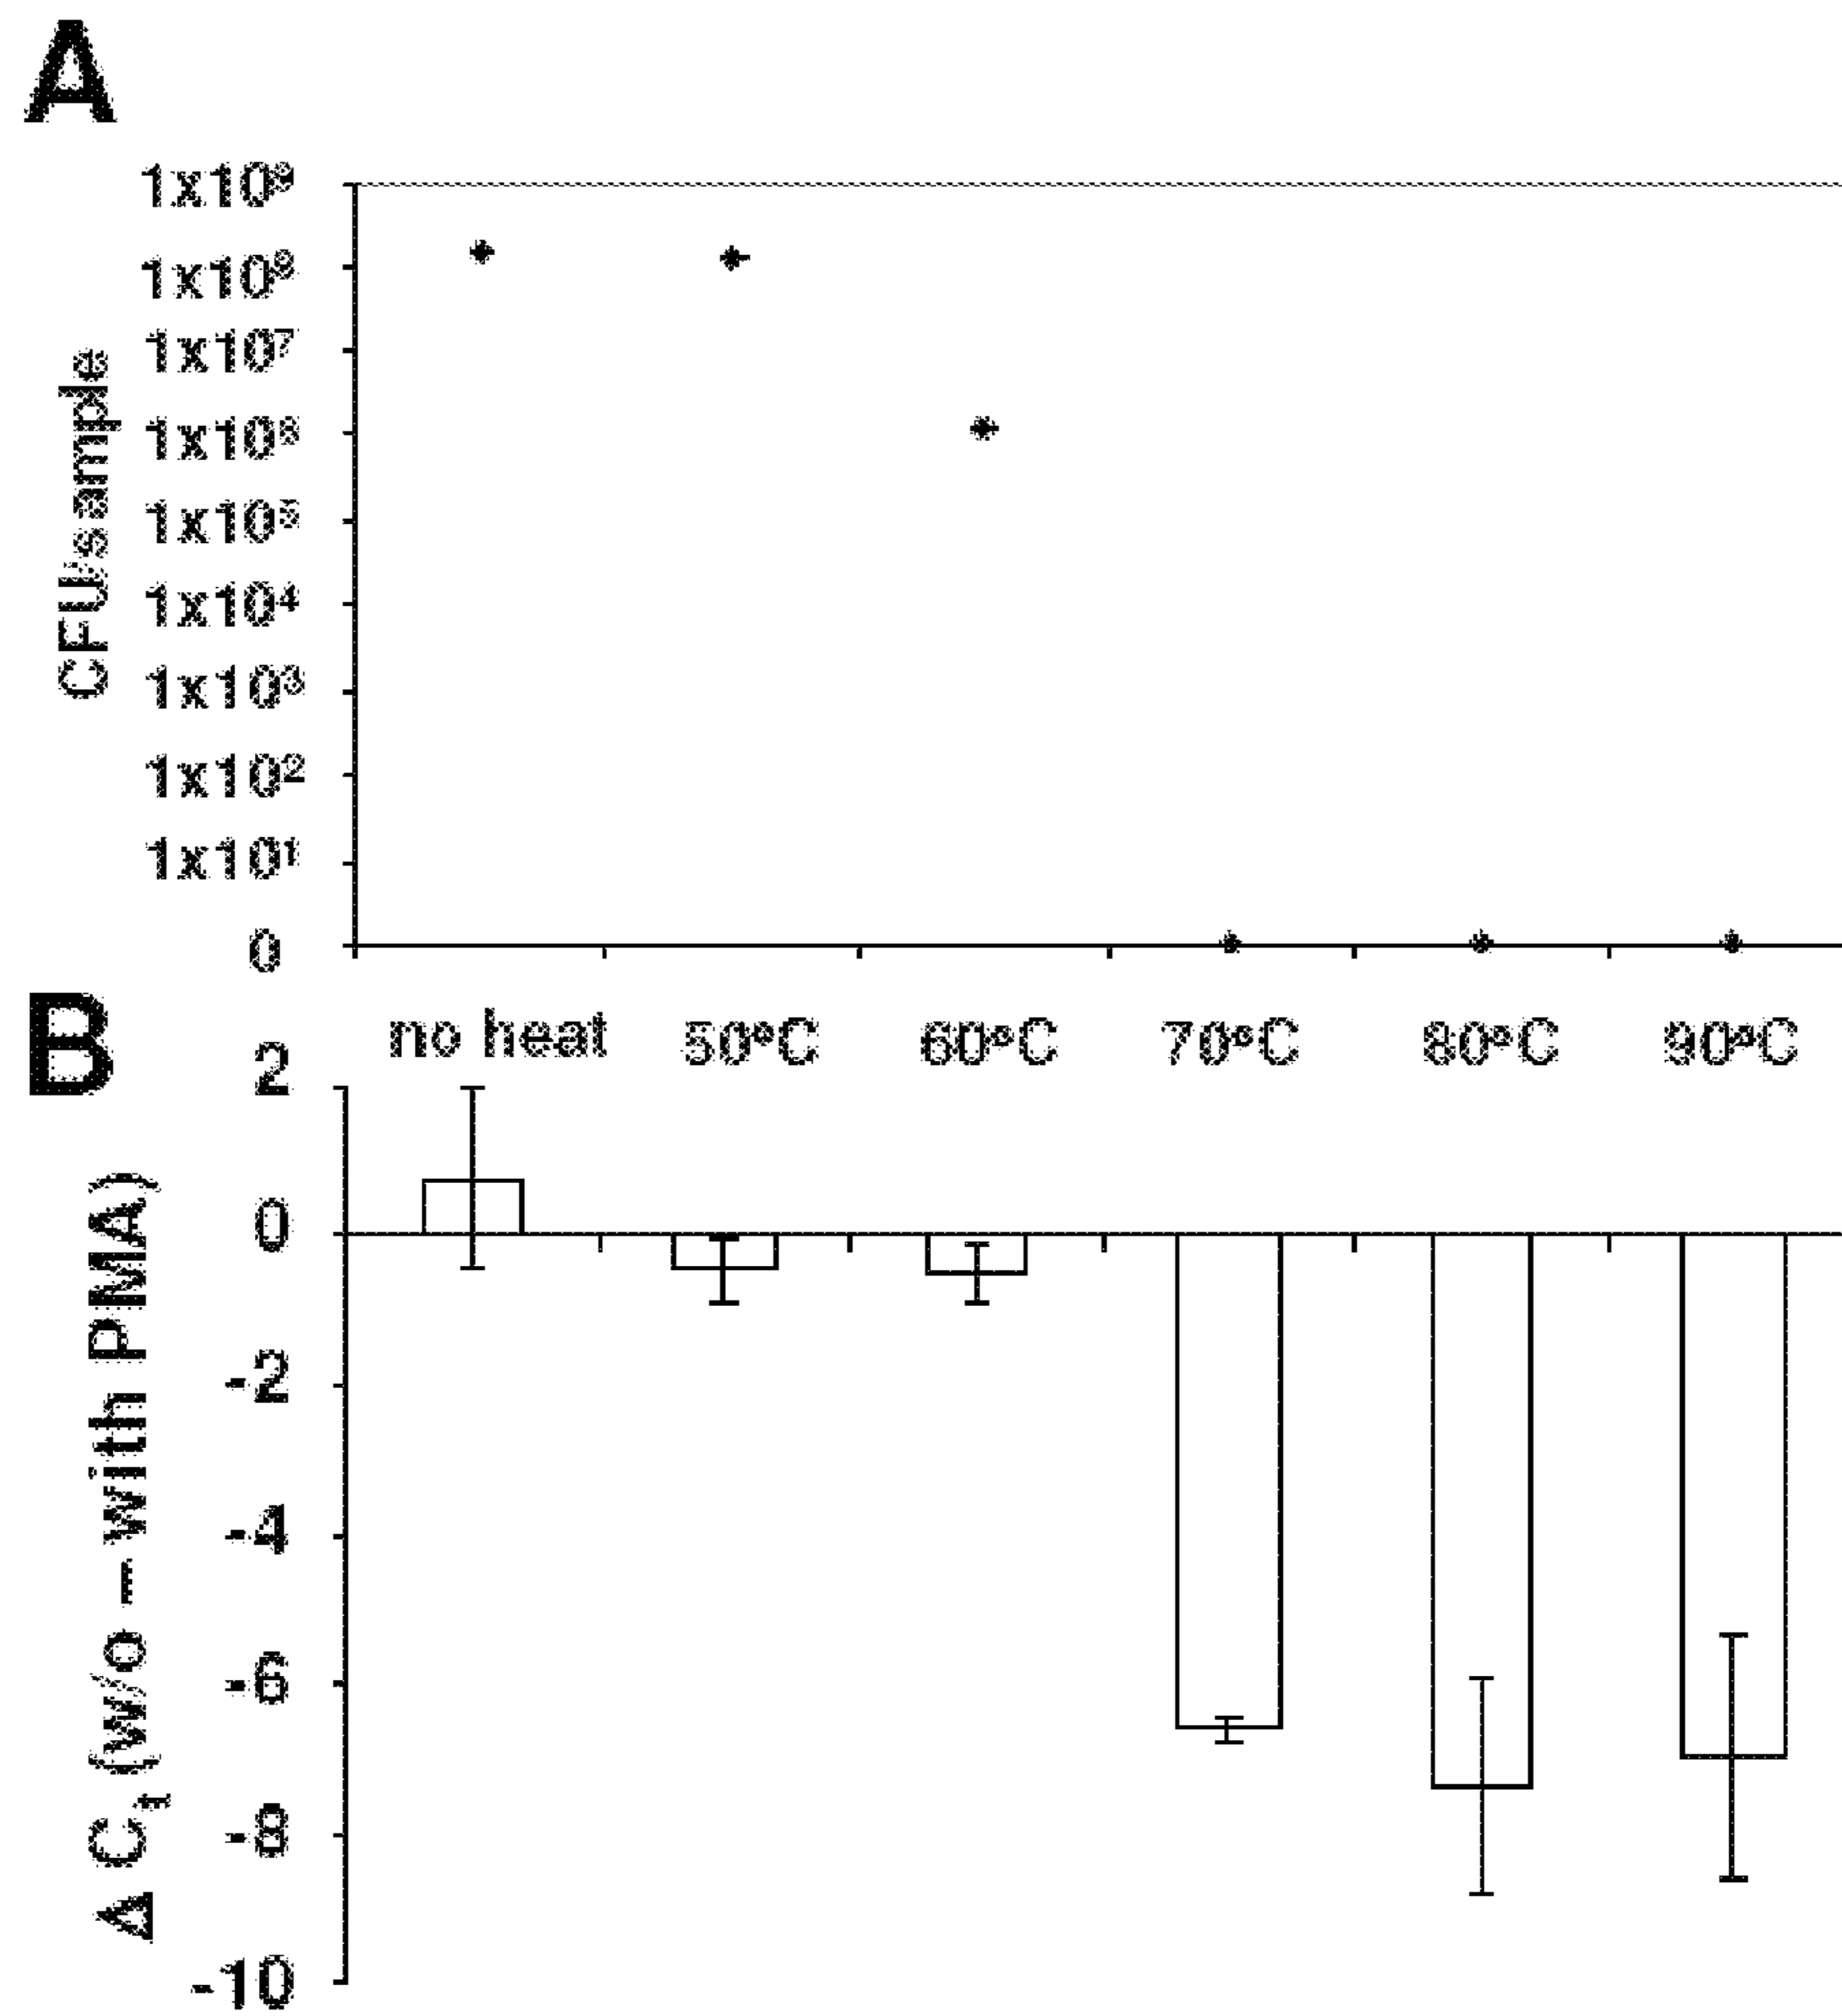 A
1x10⁹
1x10⁸
1x10⁷
1x10⁶
1x10⁵
1x10⁴
1x10³
1x10²
1x10¹
0
CFU/sample
no heat 50°C 60°C 70°C 80°C 90°C
B
2
0
-2
-4
-6
-8
-10
Δ Ct (w/o – with PMA)